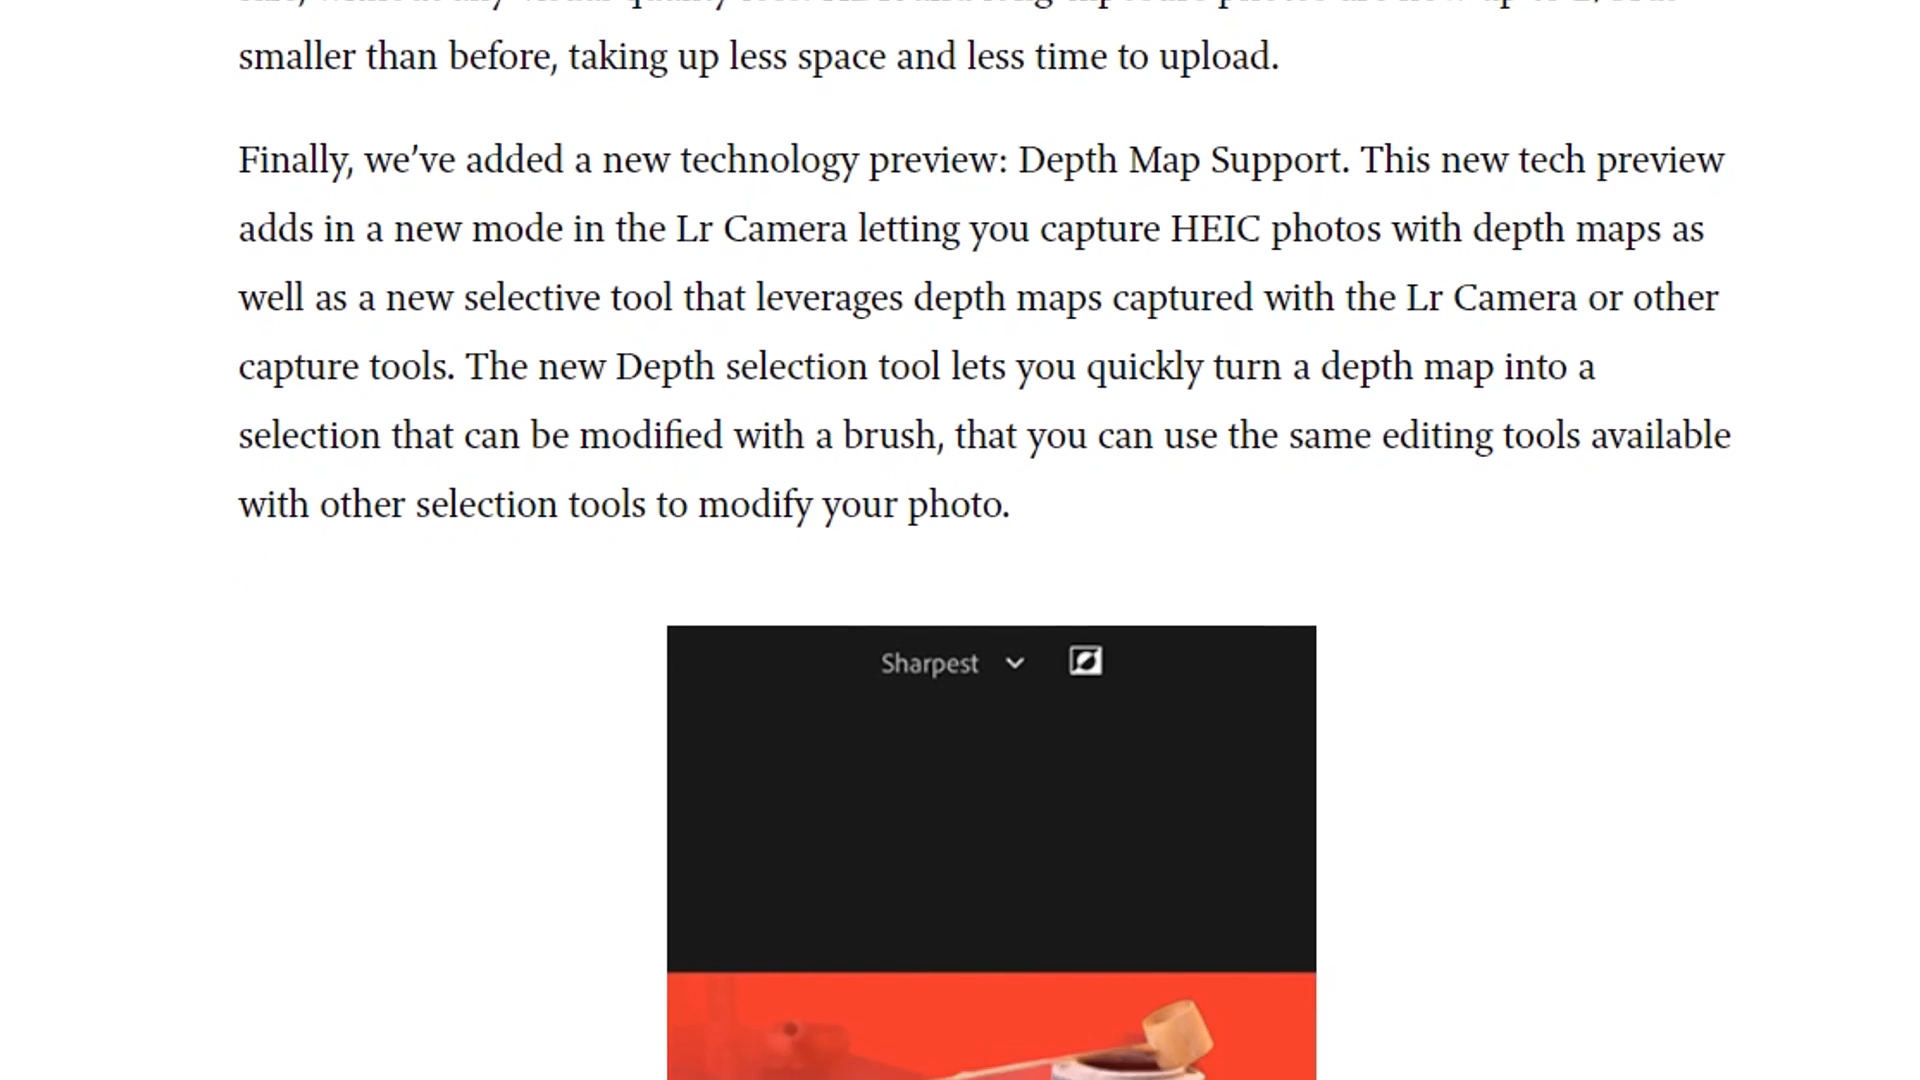 smaller than before, taking up less space and less time to upload.
Finally, we’ve added a new technology preview: Depth Map Support. This new tech preview
adds in a new mode in the Lr Camera letting you capture HEIC photos with depth maps as
well as a new selective tool that leverages depth maps captured with the Lr Camera or other
capture tools. The new Depth selection tool lets you quickly turn a depth map into a
selection that can be modified with a brush, that you can use the same editing tools available
with other selection tools to modify your photo.
Sharpest